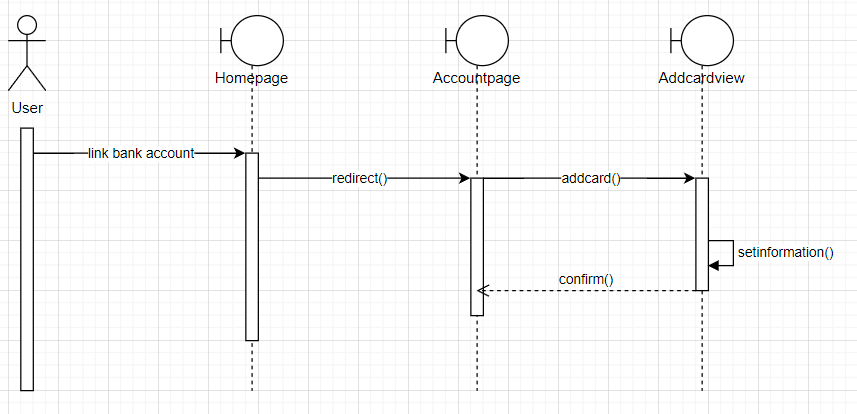 User
Homepage
Accountpage
Addcardview
link bank account
redirect()
addcard()
setinformation()
confirm()